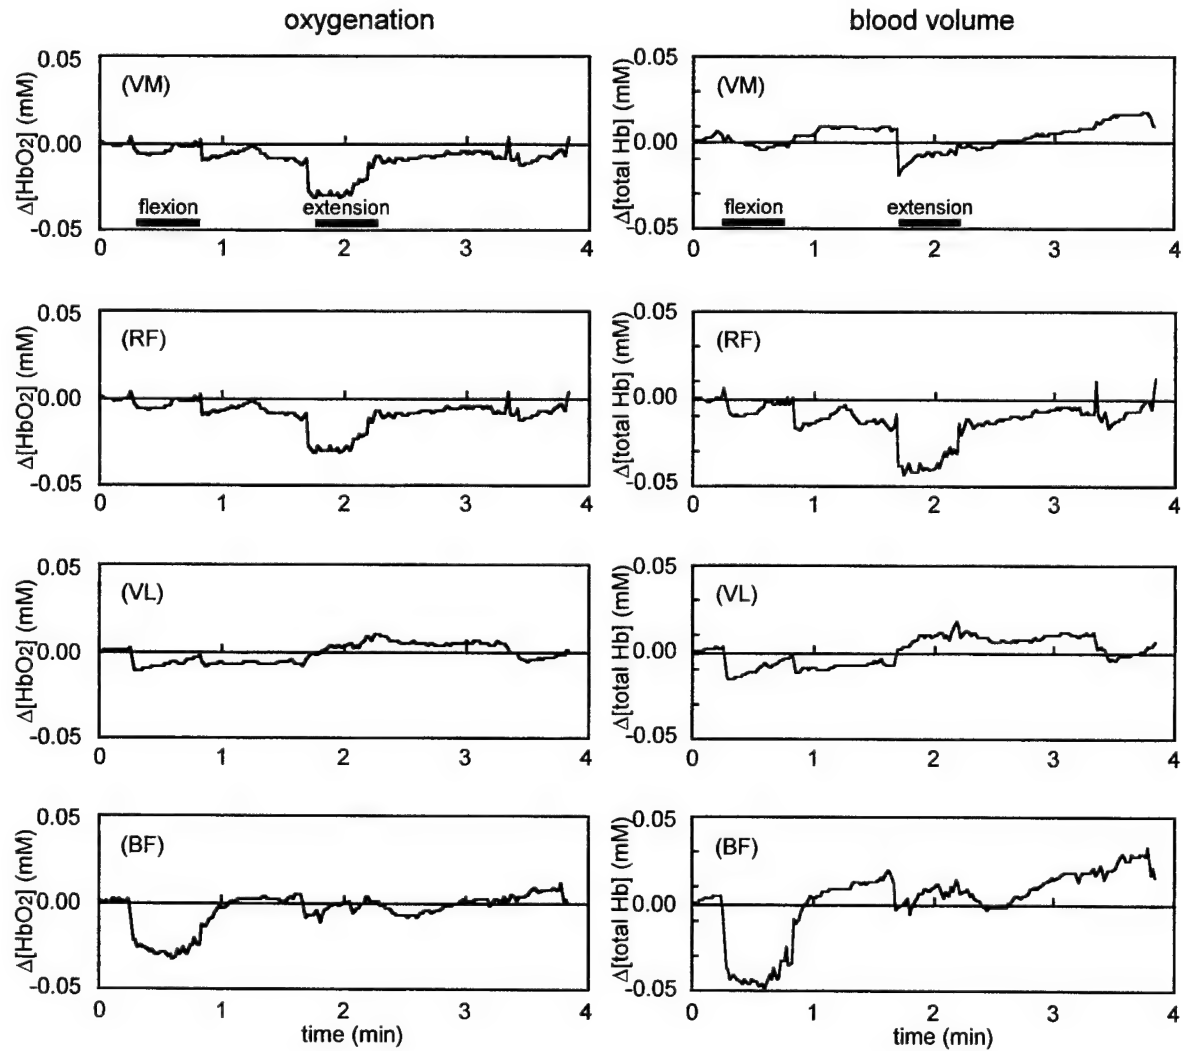 oxygenation
blood volume
Δ[HbO2] (mM)
0.05
0.00
-0.05
(VM)
flexion
extension
0 1 2 3 4
Δ[total Hb] (mM)
0.05
0.00
-0.05
(VM)
flexion
extension
0 1 2 3 4
Δ[HbO2] (mM)
0.05
0.00
-0.05
(RF)
0 1 2 3 4
Δ[total Hb] (mM)
0.05
0.00
-0.05
(RF)
0 1 2 3 4
Δ[HbO2] (mM)
0.05
0.00
-0.05
(VL)
0 1 2 3 4
Δ[total Hb] (mM)
0.05
0.00
-0.05
(VL)
0 1 2 3 4
Δ[HbO2] (mM)
0.05
0.00
-0.05
(BF)
0 1 2 3 4
time (min)
Δ[total Hb] (mM)
0.05
0.00
-0.05
(BF)
0 1 2 3 4
time (min)